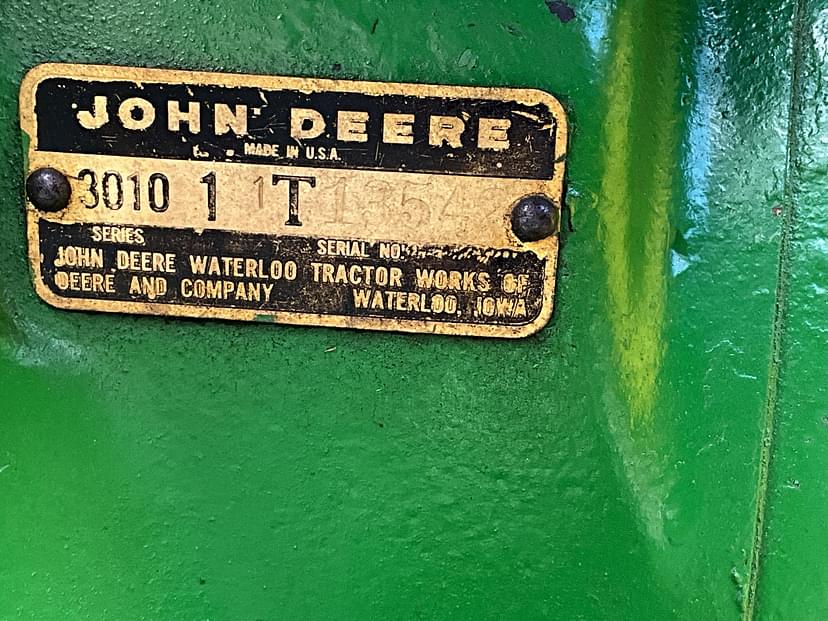 JOHN DEERE
MADE IN U.S.A.
3010 1 1T
SERIES SERIAL NO.
JOHN DEERE WATERLOO TRACTOR WORKS OF
DEERE AND COMPANY WATERLOO, IOWA